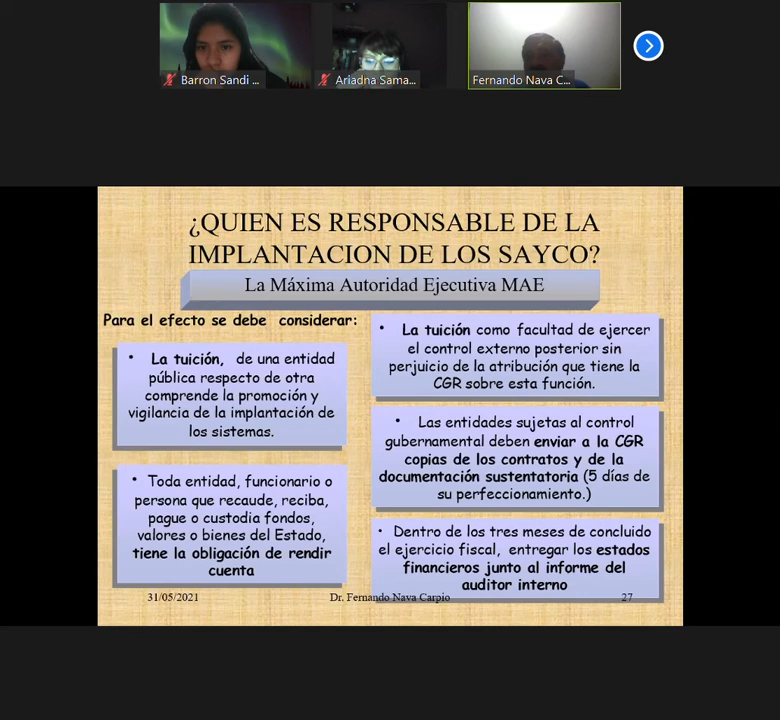 Barron Sandi ...
Ariadna Sama...
Fernando Nava C...
¿QUIEN ES RESPONSABLE DE LA
IMPLANTACION DE LOS SAYCO?
La Máxima Autoridad Ejecutiva MAE
Para el efecto se debe considerar:
• La tuición, de una entidad
pública respecto de otra
comprende la promoción y
vigilancia de la implantación de
los sistemas.
• Toda entidad, funcionario o
persona que recaude, reciba,
pague o custodia fondos,
valores o bienes del Estado,
tiene la obligación de rendir
cuenta
• La tuición como facultad de ejercer
el control externo posterior sin
perjuicio de la atribución que tiene la
CGR sobre esta función.
• Las entidades sujetas al control
gubernamental deben enviar a la CGR
copias de los contratos y de la
documentación sustentatoria (5 días de
su perfeccionamiento.)
• Dentro de los tres meses de concluido
el ejercicio fiscal, entregar los estados
financieros junto al informe del
auditor interno
31/05/2021
Dr. Fernando Nava Carpio
27